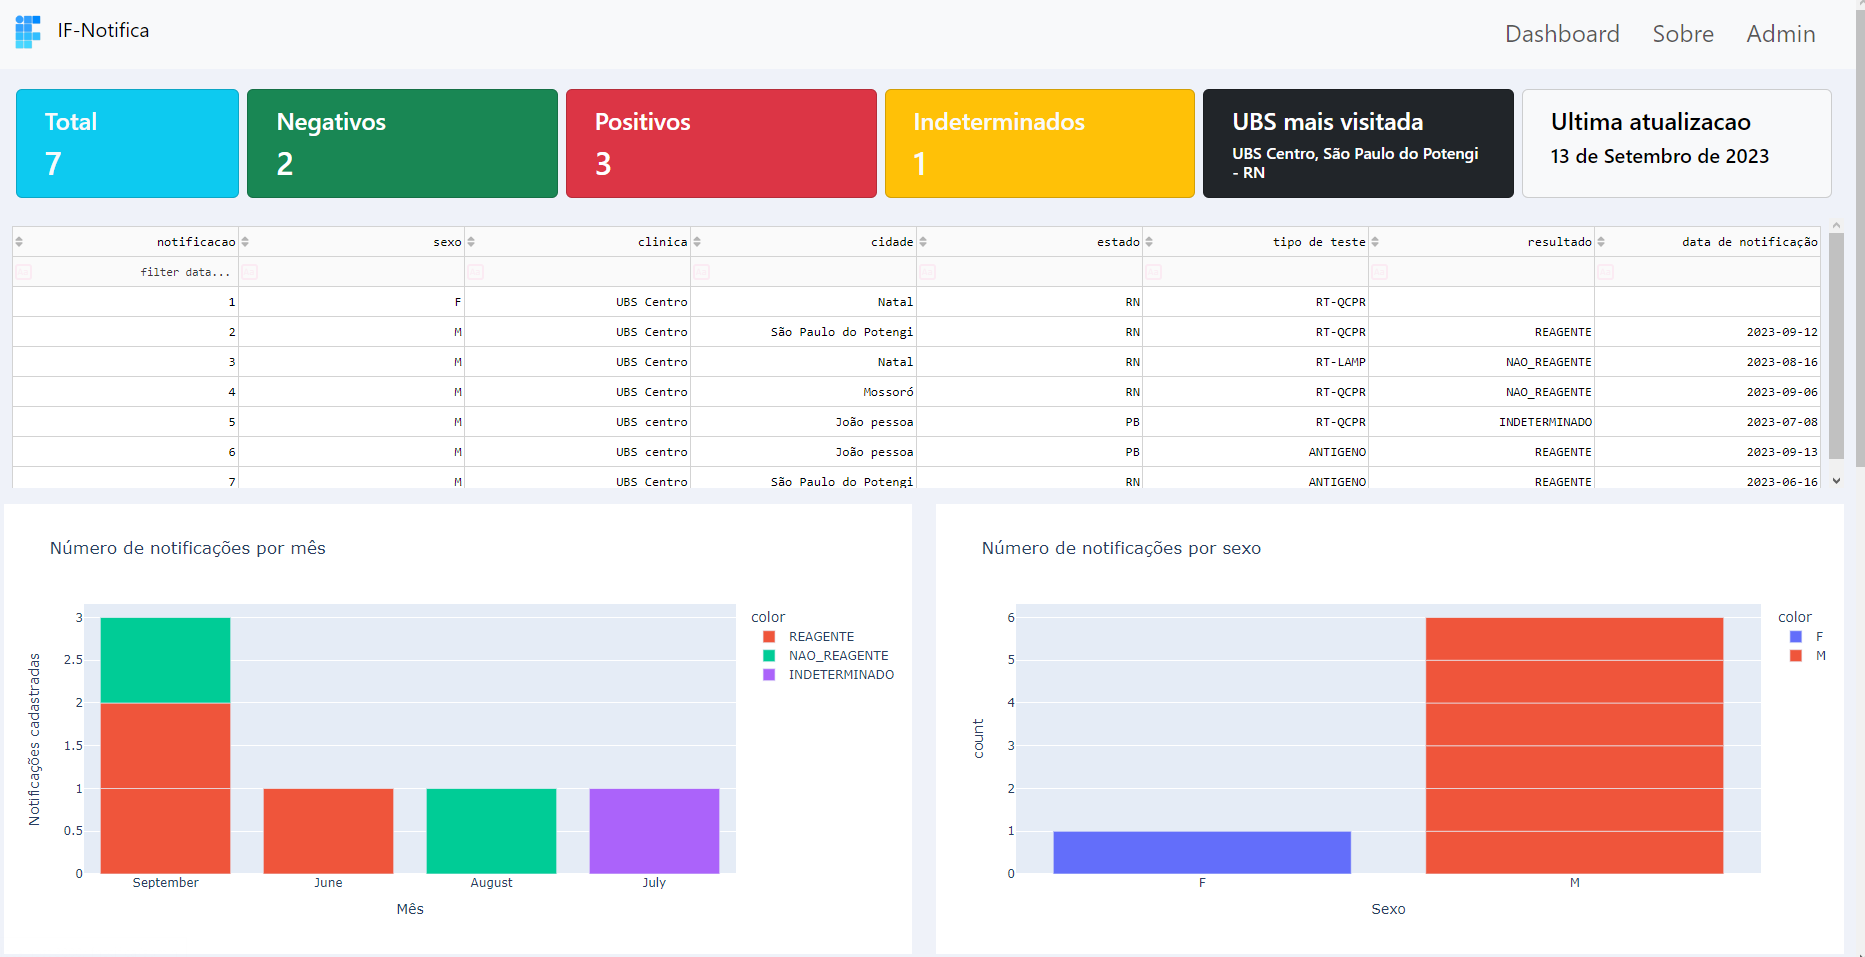 IF-Notifica
Dashboard Sobre Admin
Total
7
Negativos
2
Positivos
3
Indeterminados
1
UBS mais visitada
UBS Centro, São Paulo do Potengi
- RN
Ultima atualizacao
13 de Setembro de 2023
notificacao sexo clinica cidade estado tipo de teste resultado data de notificação
filter data...
1 F UBS Centro Natal RN RT-QCPR
2 M UBS Centro São Paulo do Potengi RN RT-QCPR REAGENTE 2023-09-12
3 M UBS Centro Natal RN RT-LAMP NAO_REAGENTE 2023-08-16
4 M UBS Centro Mossoró RN RT-QCPR NAO_REAGENTE 2023-09-06
5 M UBS centro João pessoa PB RT-QCPR INDETERMINADO 2023-07-08
6 M UBS centro João pessoa PB ANTIGENO REAGENTE 2023-09-13
7 M UBS Centro São Paulo do Potengi RN ANTIGENO REAGENTE 2023-06-16
Número de notificações por mês
Notificações cadastradas
3
2.5
2
1.5
1
0.5
0
September June August July
Mês
color
REAGENTE
NAO_REAGENTE
INDETERMINADO
Número de notificações por sexo
count
6
5
4
3
2
1
0
F M
Sexo
color
F
M